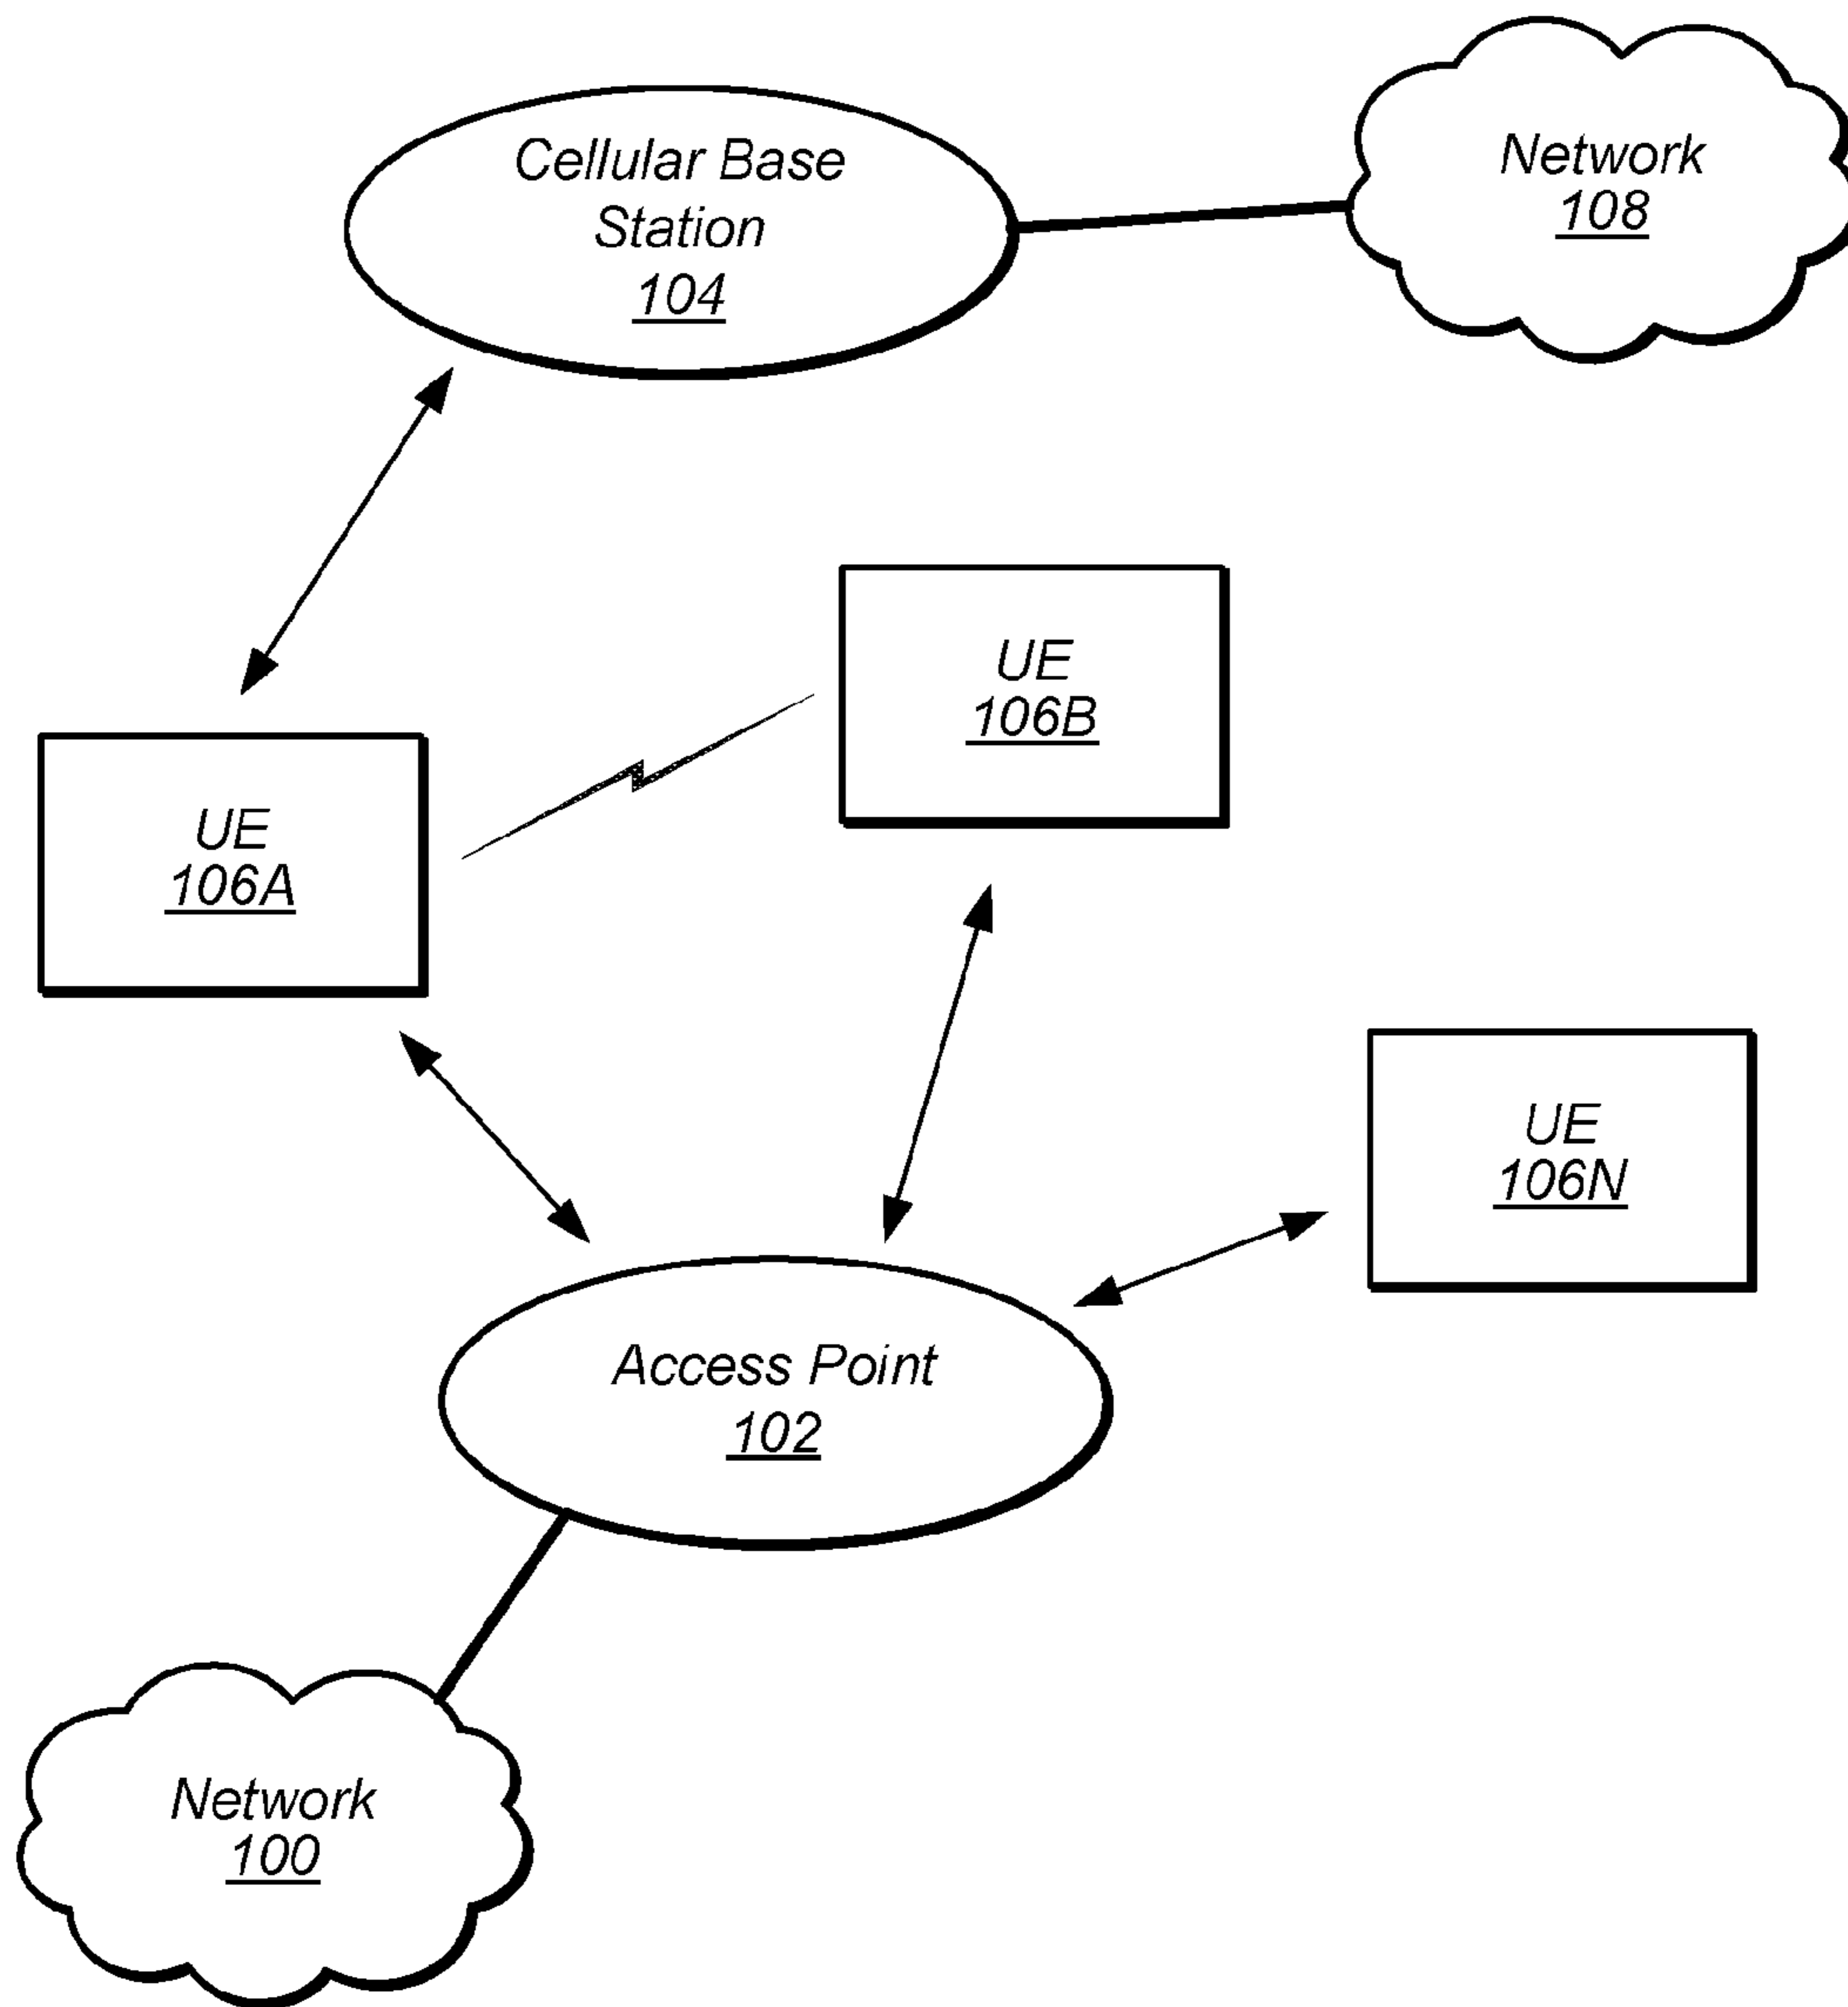 Cellular Base
Station
104
Network
108
UE
106B
UE
106A
UE
106N
Access Point
102
Network
100